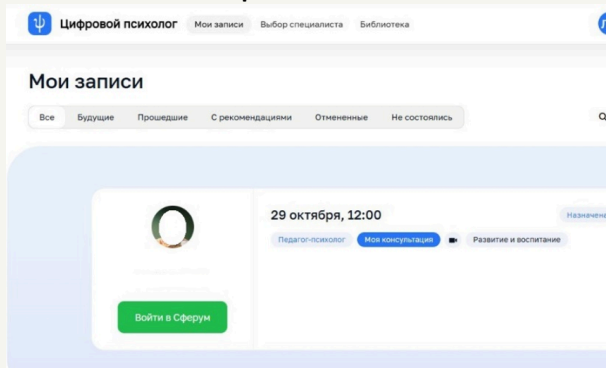 Цифровой психолог Мои записи Выбор специалиста Библиотека
Мои записи
Все Будущие Прошедшие С рекомендациями Отмененные Не состоялись
29 октября, 12:00
Педагог-психолог Моя консультация Развитие и воспитание
Войти в Сферум